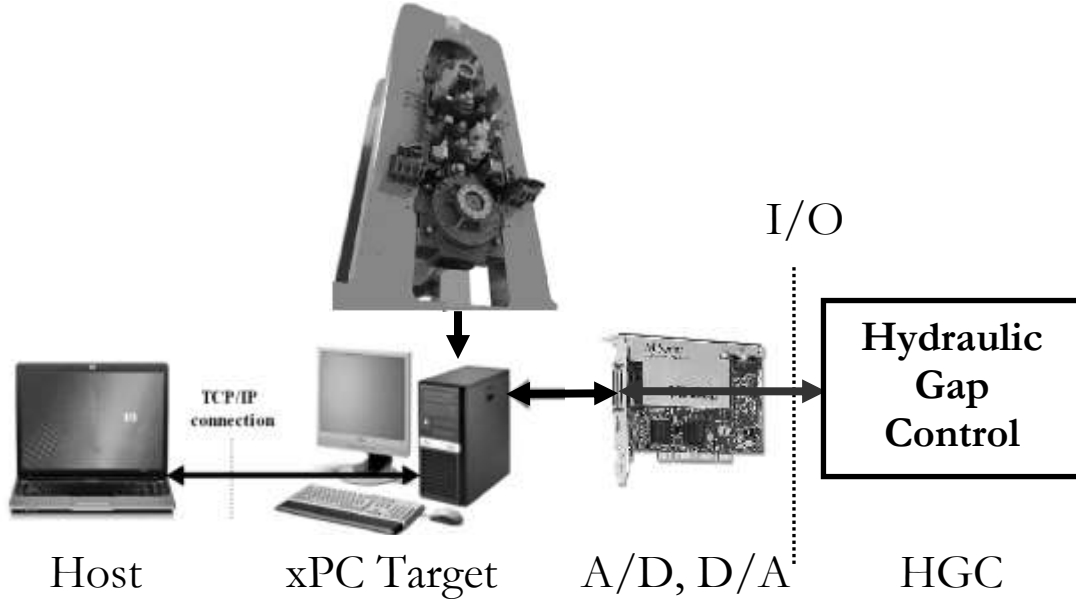 I/O
Hydraulic
Gap
Control
TCP/IP
connection
Host
xPC Target
A/D, D/A
HGC